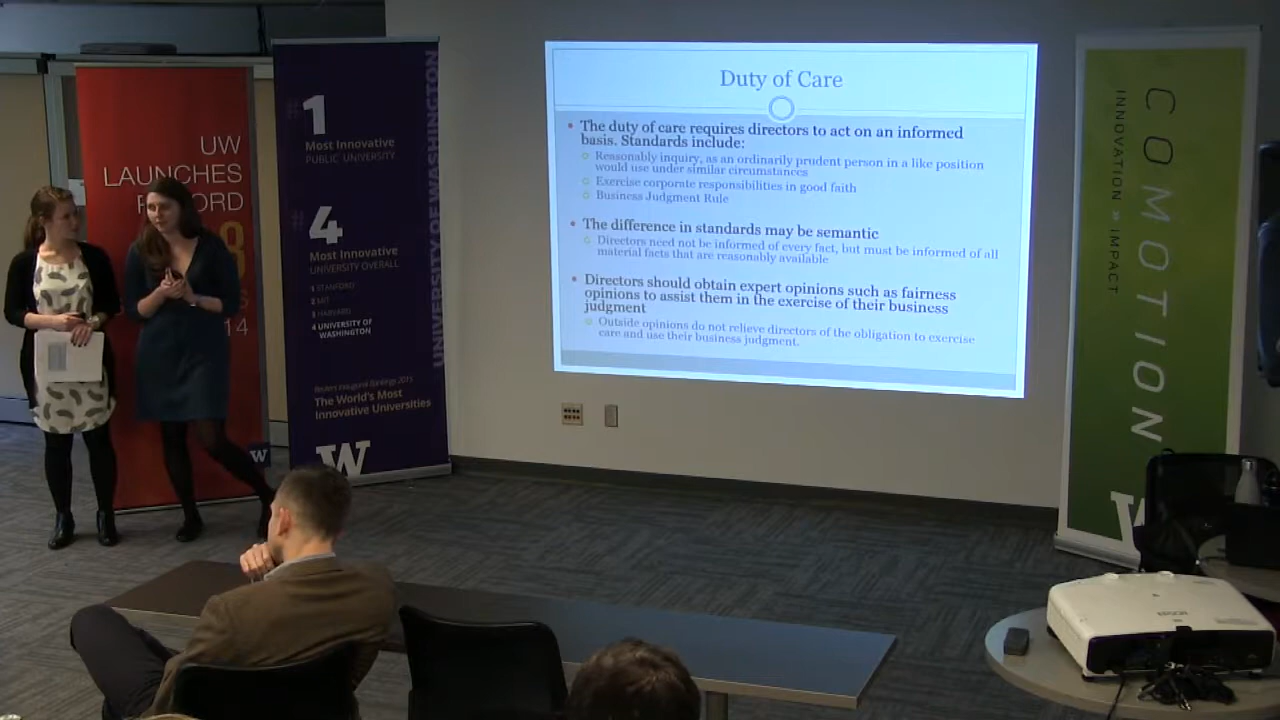 UW
LAUNCHES
14
#1
Most Innovative
PUBLIC UNIVERSITY
#4
Most Innovative
UNIVERSITY OVERALL
1 STANFORD
2 MIT
3 HARVARD
4 UNIVERSITY OF
WASHINGTON
Reuters Inaugural Rankings 2015
The World's Most
Innovative Universities
W
W
UNIVERSITY OF WASHINGTON
Duty of Care
• The duty of care requires directors to act on an informed
basis. Standards include:
Reasonably inquiry, as an ordinarily prudent person in a like position
would use under similar circumstances
Exercise corporate responsibilities in good faith
Business Judgment Rule
• The difference in standards may be semantic
Directors need not be informed of every fact, but must be informed of all
material facts that are reasonably available
• Directors should obtain expert opinions such as fairness
opinions to assist them in the exercise of their business
judgment
Outside opinions do not relieve directors of the obligation to exercise
care and use their business judgment.
COMOTION
INNOVATION » IMPACT
W
EPSON